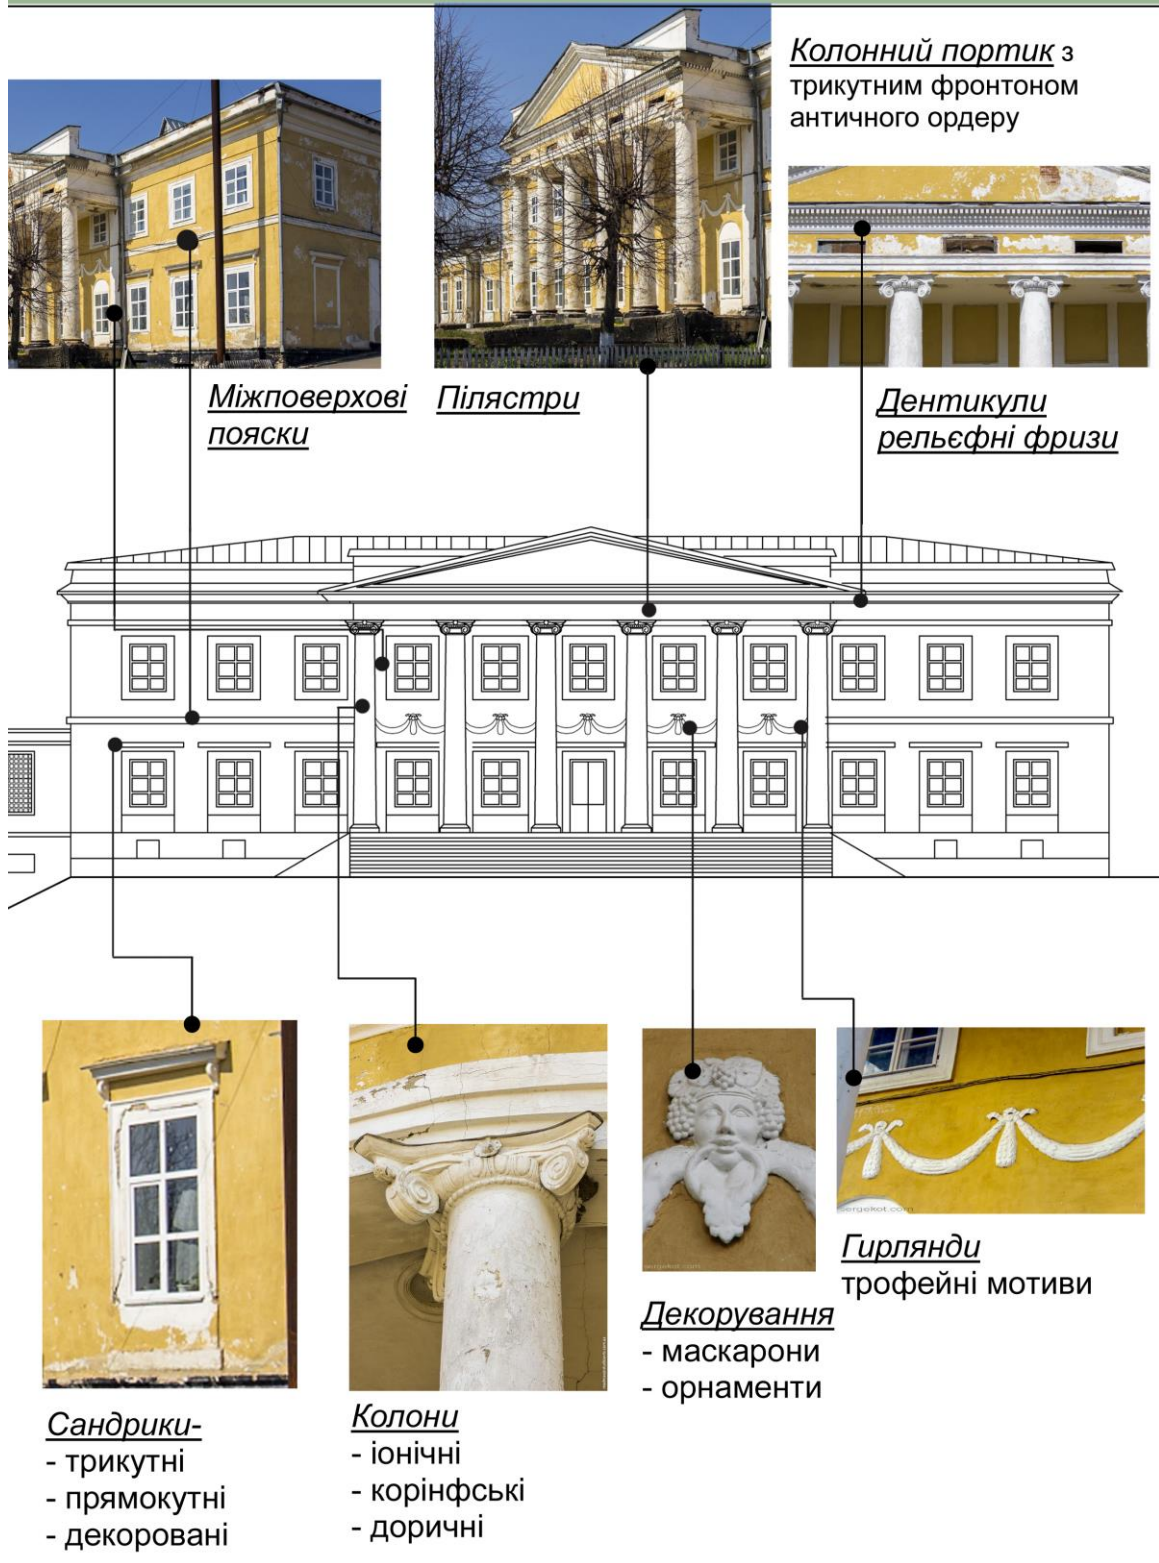 Колонний портик з
трикутним фронтоном
античного ордеру
Міжповерхові
пояски
Пілястри
Дентикули
рельєфні фризи
Сандрики-
- трикутні
- прямокутні
- декоровані
Колони
- іонічні
- корінфські
- доричні
Декорування
- маскарони
- орнаменти
Гирлянди
трофейні мотиви